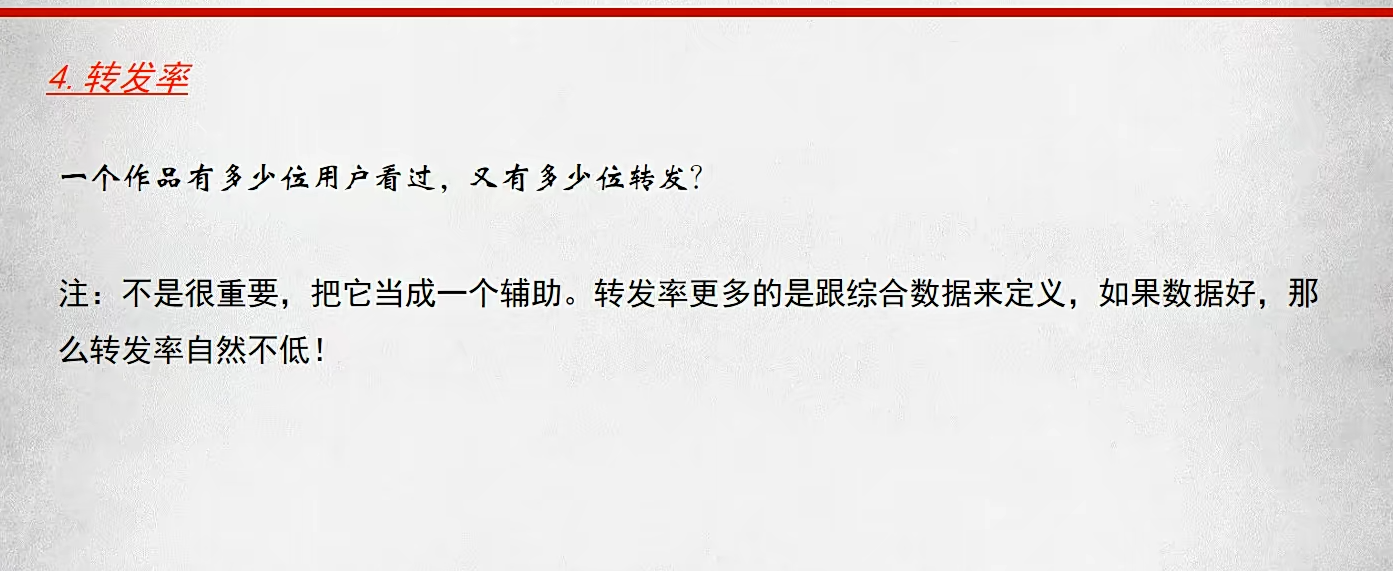 4. 转发率
一个作品有多少位用户看过，又有多少位转发？
注：不是很重要，把它当成一个辅助。转发率更多的是跟综合数据来定义，如果数据好，那
么转发率自然不低！